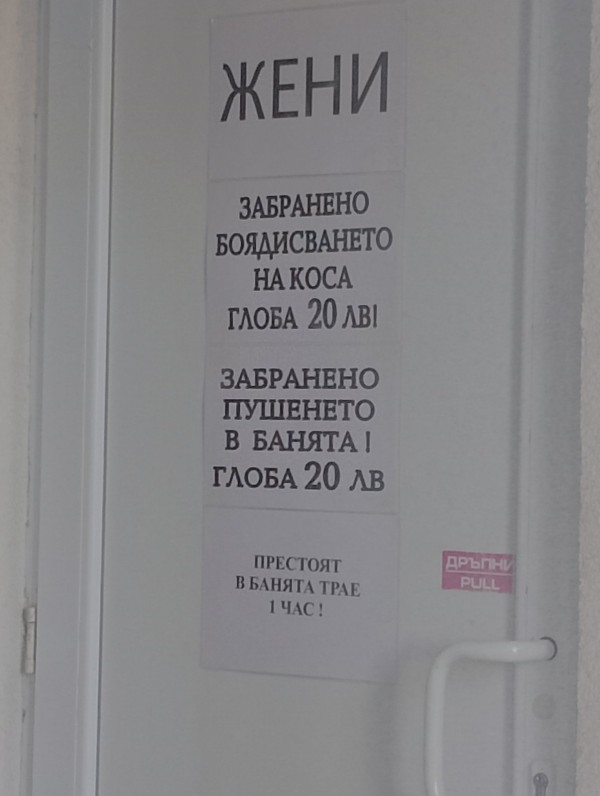 ЖЕНИ
ЗАБРАНЕНО
БОЯДИСВАНЕТО
НА КОСА
ГЛОБА 20 ЛВ!
ЗАБРАНЕНО
ПУШЕНЕТО
В БАНЯТА !
ГЛОБА 20 ЛВ
ПРЕСТОЯТ
В БАНЯТА ТРАЕ
1 ЧАС !
ДРЪПНИ
PULL